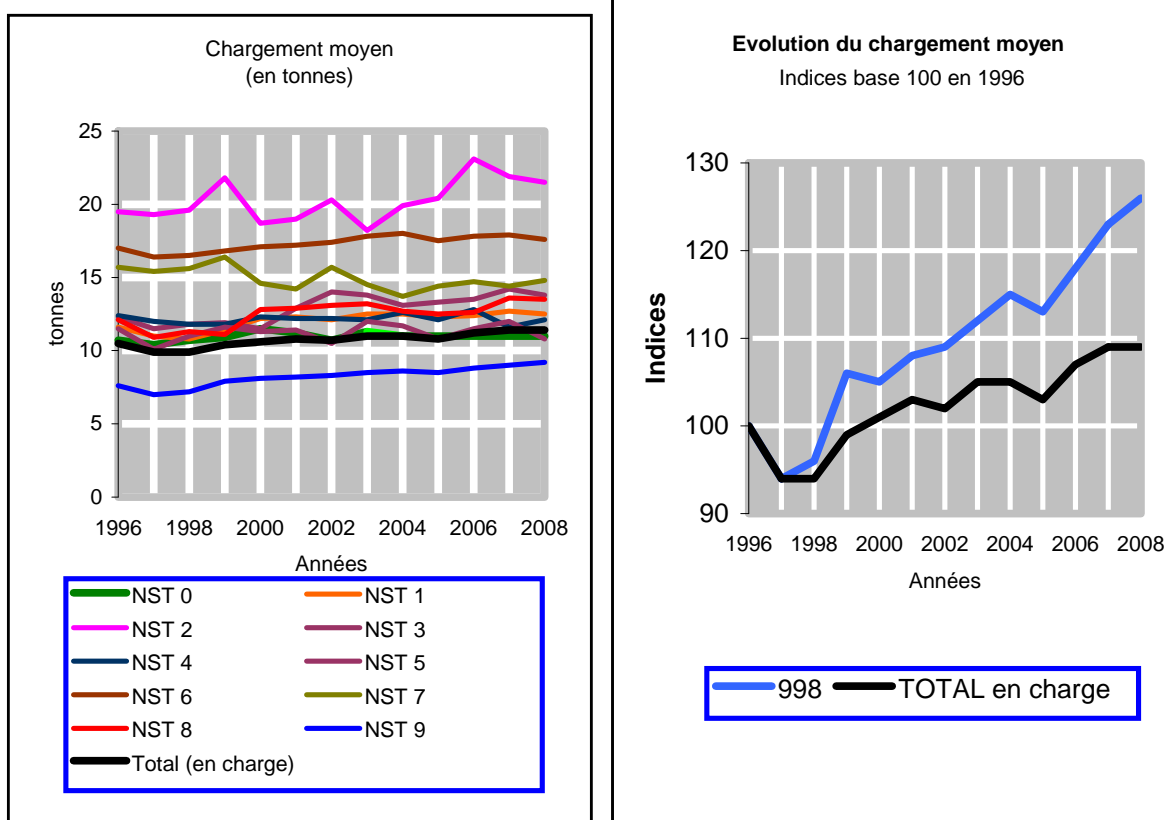 Chargement moyen
(en tonnes)
tonnes
25
20
15
10
5
0
1996 1998 2000 2002 2004 2006 2008
Années
NST 0 NST 1
NST 2 NST 3
NST 4 NST 5
NST 6 NST 7
NST 8 NST 9
Total (en charge)
Evolution du chargement moyen
Indices base 100 en 1996
Indices
130
120
110
100
90
1996 1998 2000 2002 2004 2006 2008
Années
998 TOTAL en charge